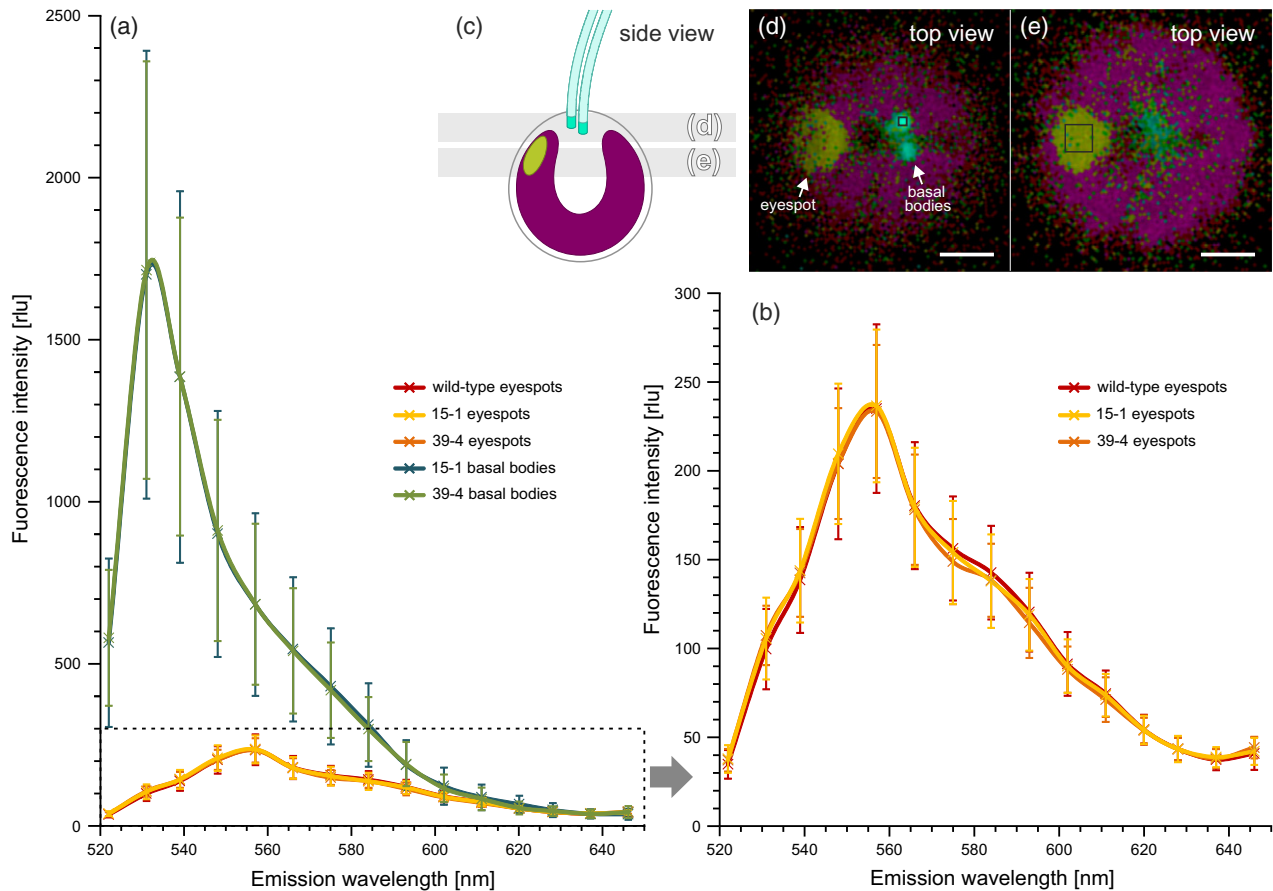 (a)
2500
2000
1500
1000
500
0
520
540
560
580
600
620
640
Fuorescence intensity [rlu]
Emission wavelength [nm]
wild-type eyespots
15-1 eyespots
39-4 eyespots
15-1 basal bodies
39-4 basal bodies
(c)
side view
(d)
(e)
(d)
top view
eyespot
basal
bodies
(e)
top view
(b)
300
250
200
150
100
50
0
520
540
560
580
600
620
640
Fuorescence intensity [rlu]
Emission wavelength [nm]
wild-type eyespots
15-1 eyespots
39-4 eyespots